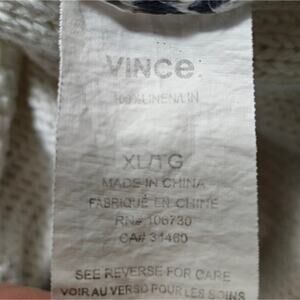 VINCE.
100% LINEN/LIN
XL/TG
MADE IN CHINA
FABRIQUÉ EN CHINE
RN# 106730
CA# 31460
SEE REVERSE FOR CARE
VOIR AU VERSO POUR LES SOINS